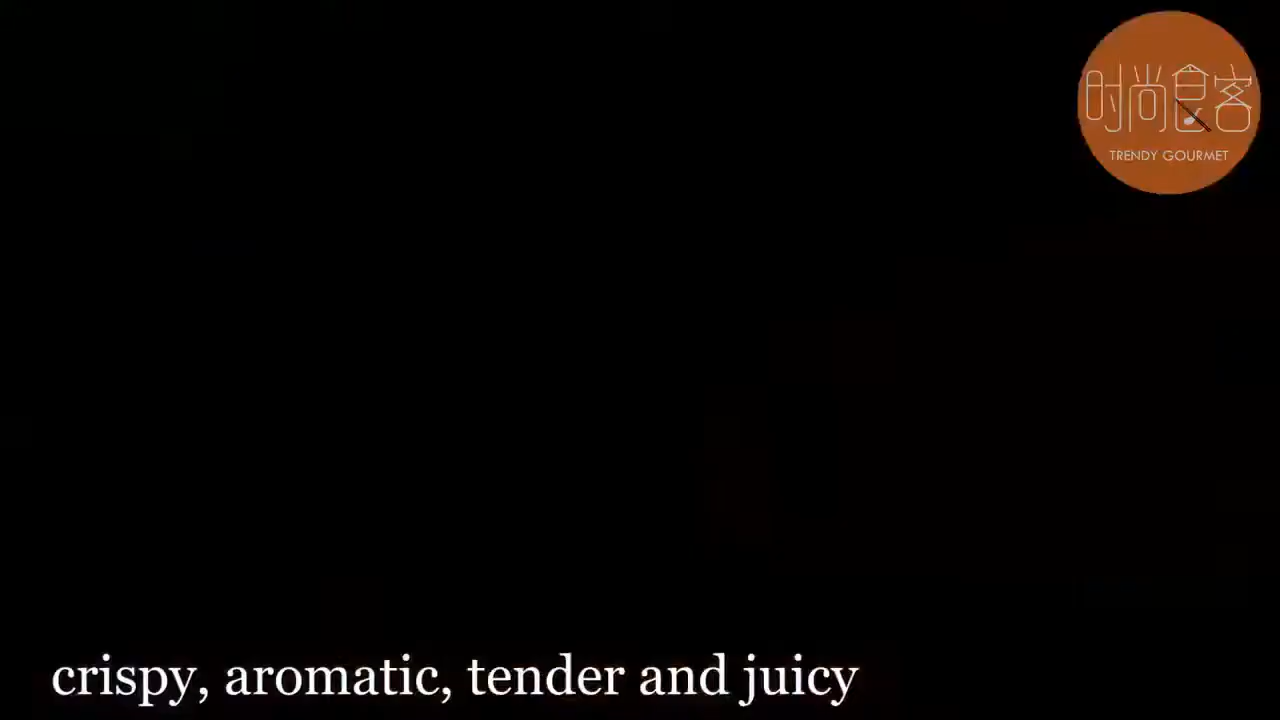 时尚食客
TRENDY GOURMET
crispy, aromatic, tender and juicy